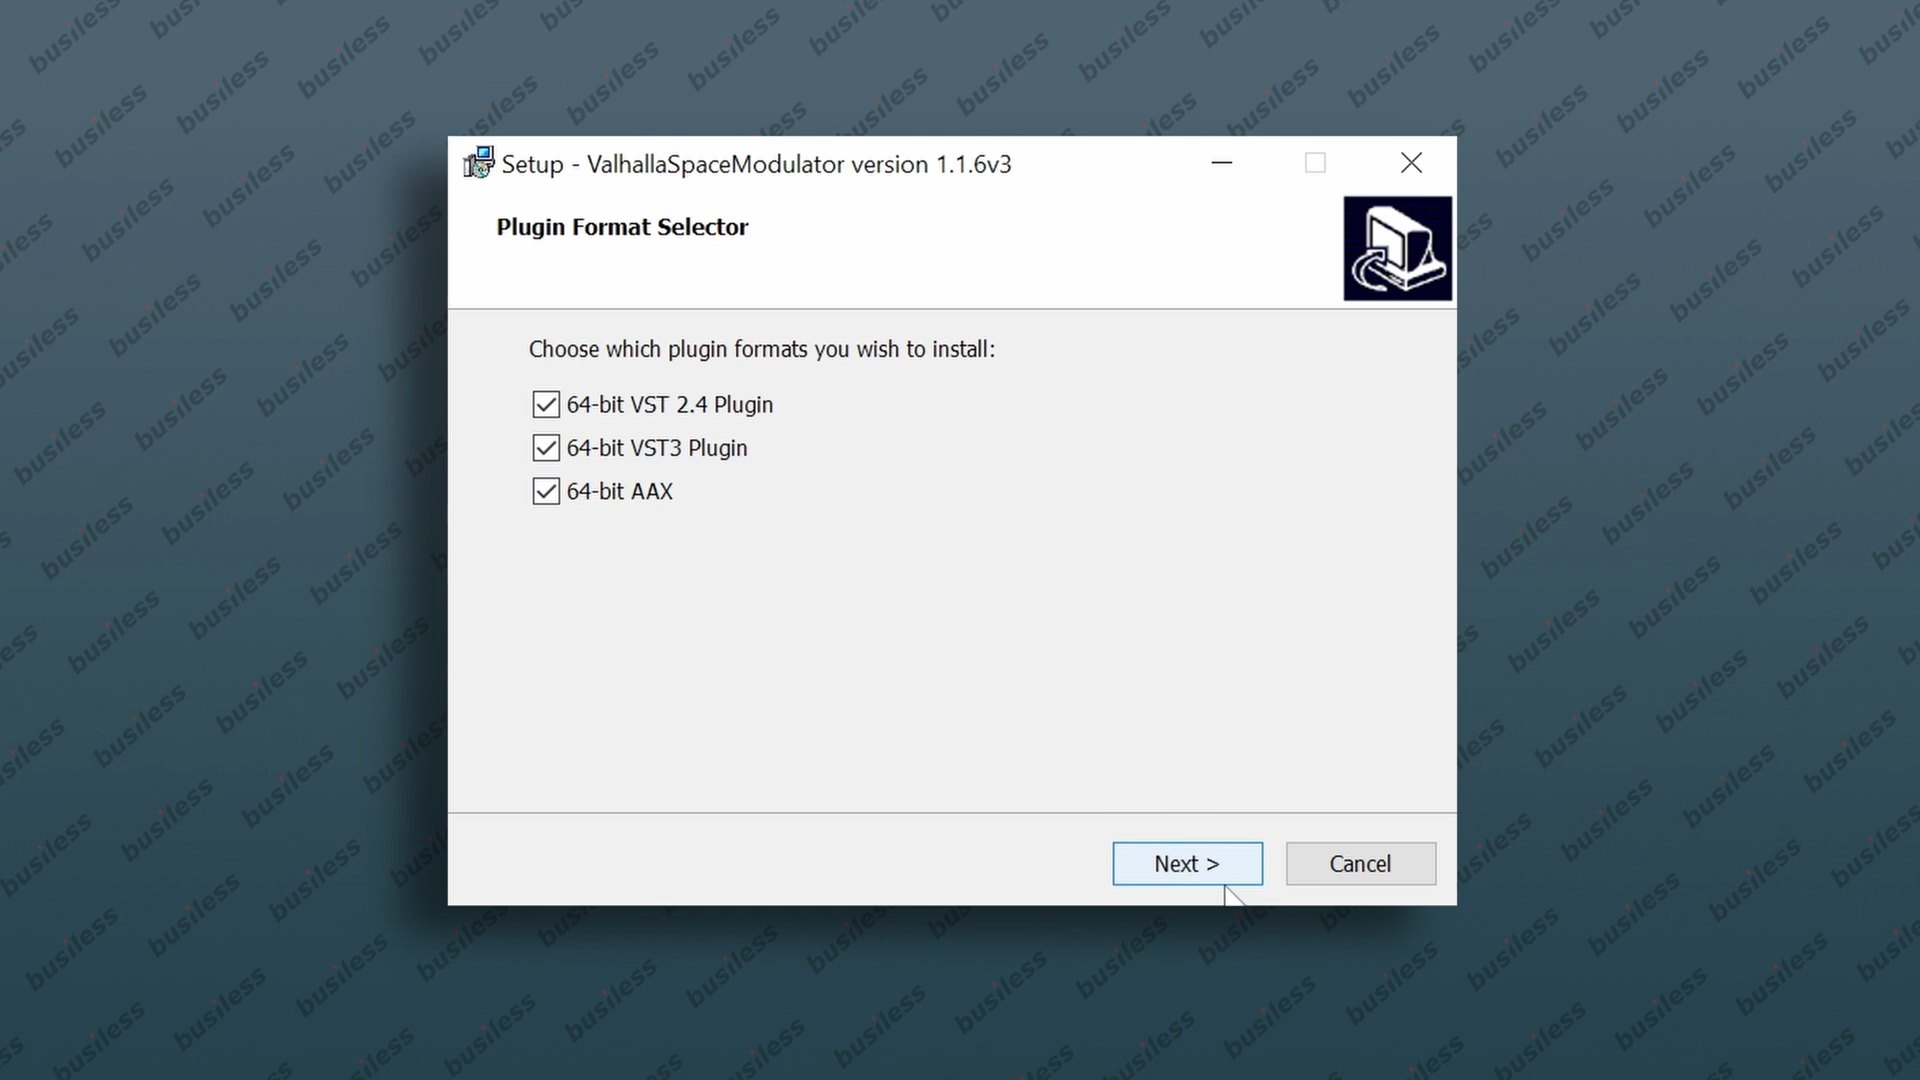 Setup - ValhallaSpaceModulator version 1.1.6v3
Plugin Format Selector
Choose which plugin formats you wish to install:
64-bit VST 2.4 Plugin
64-bit VST3 Plugin
64-bit AAX
Next >
Cancel
busiless